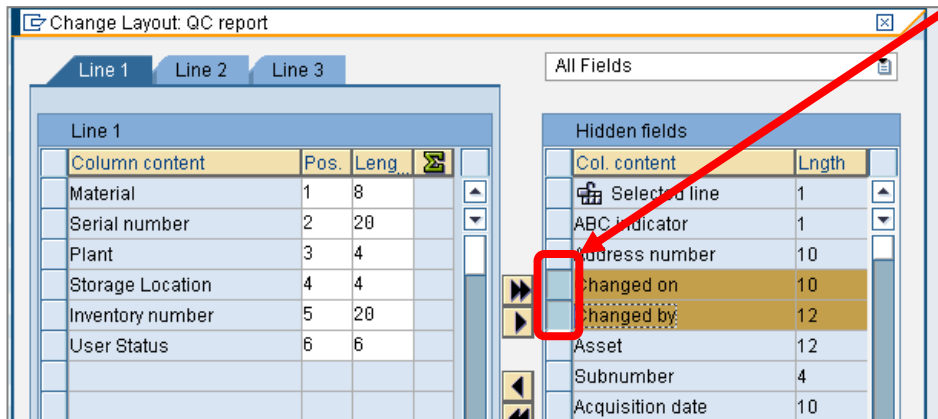 Change Layout: QC report
Line 1 Line 2 Line 3
All Fields
Line 1
Column content Pos. Leng...
Material 1 8
Serial number 2 20
Plant 3 4
Storage Location 4 4
Inventory number 5 20
User Status 6 6
Hidden fields
Col. content Lngth
Selected line 1
ABC indicator 1
Address number 10
Changed on 10
Changed by 12
Asset 12
Subnumber 4
Acquisition date 10